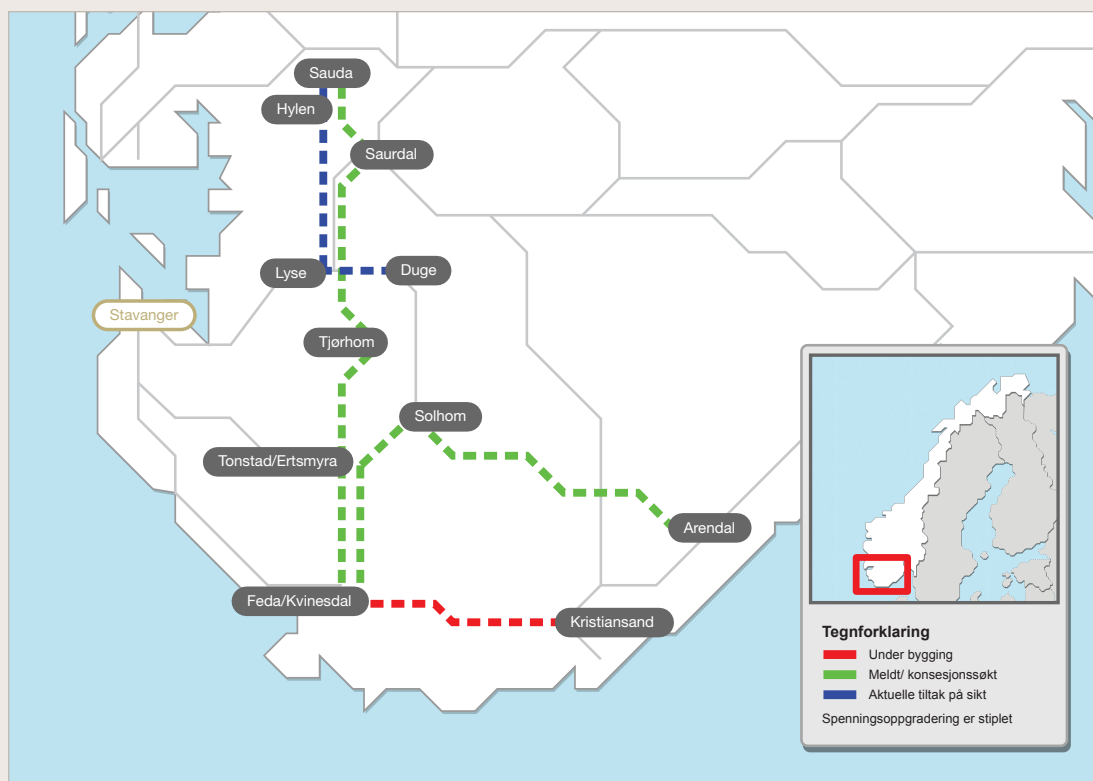 Sauda
Hylen
Saurdal
Lyse
Duge
Stavanger
Tjørhom
Solhom
Tonstad/Ertsmyra
Arendal
Feda/Kvinesdal
Kristiansand
Tegnforklaring
Under bygging
Meldt/ konsesjonssøkt
Aktuelle tiltak på sikt
Spenningsoppgradering er stiplet